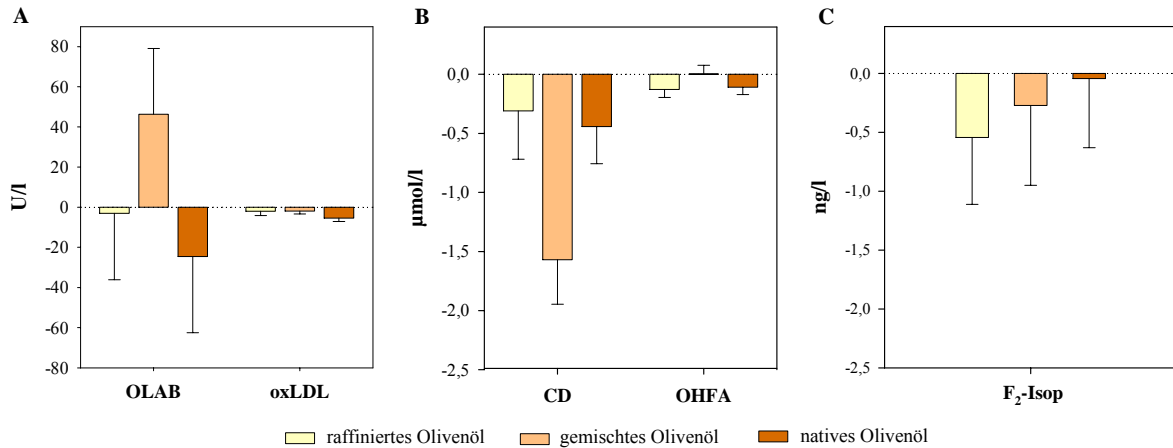 A
B
C
U/l
80
60
40
20
0
-20
-40
-60
-80
OLAB
oxLDL
µmol/l
0,0
-0,5
-1,0
-1,5
-2,0
-2,5
CD
OHFA
ng/l
0,0
-0,5
-1,0
-1,5
-2,0
-2,5
F₂-Isop
raffiniertes Olivenöl
gemischtes Olivenöl
natives Olivenöl